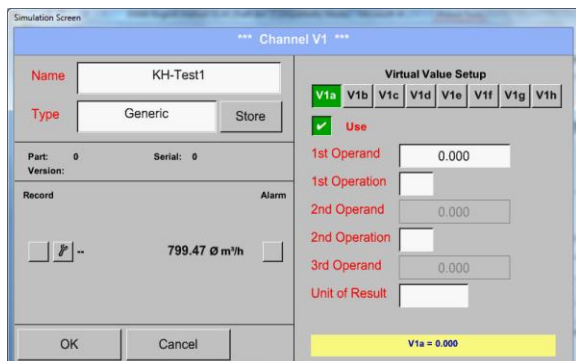 Simulation Screen
*** Channel V1 ***
Name KH-Test1
Type Generic Store
Part: 0 Serial: 0
Version:
Record Alarm
-- 799.47 Ø m³/h
OK Cancel
Virtual Value Setup
V1a V1b V1c V1d V1e V1f V1g V1h
Use
1st Operand 0.000
1st Operation
2nd Operand 0.000
2nd Operation
3rd Operand 0.000
Unit of Result
V1a = 0.000